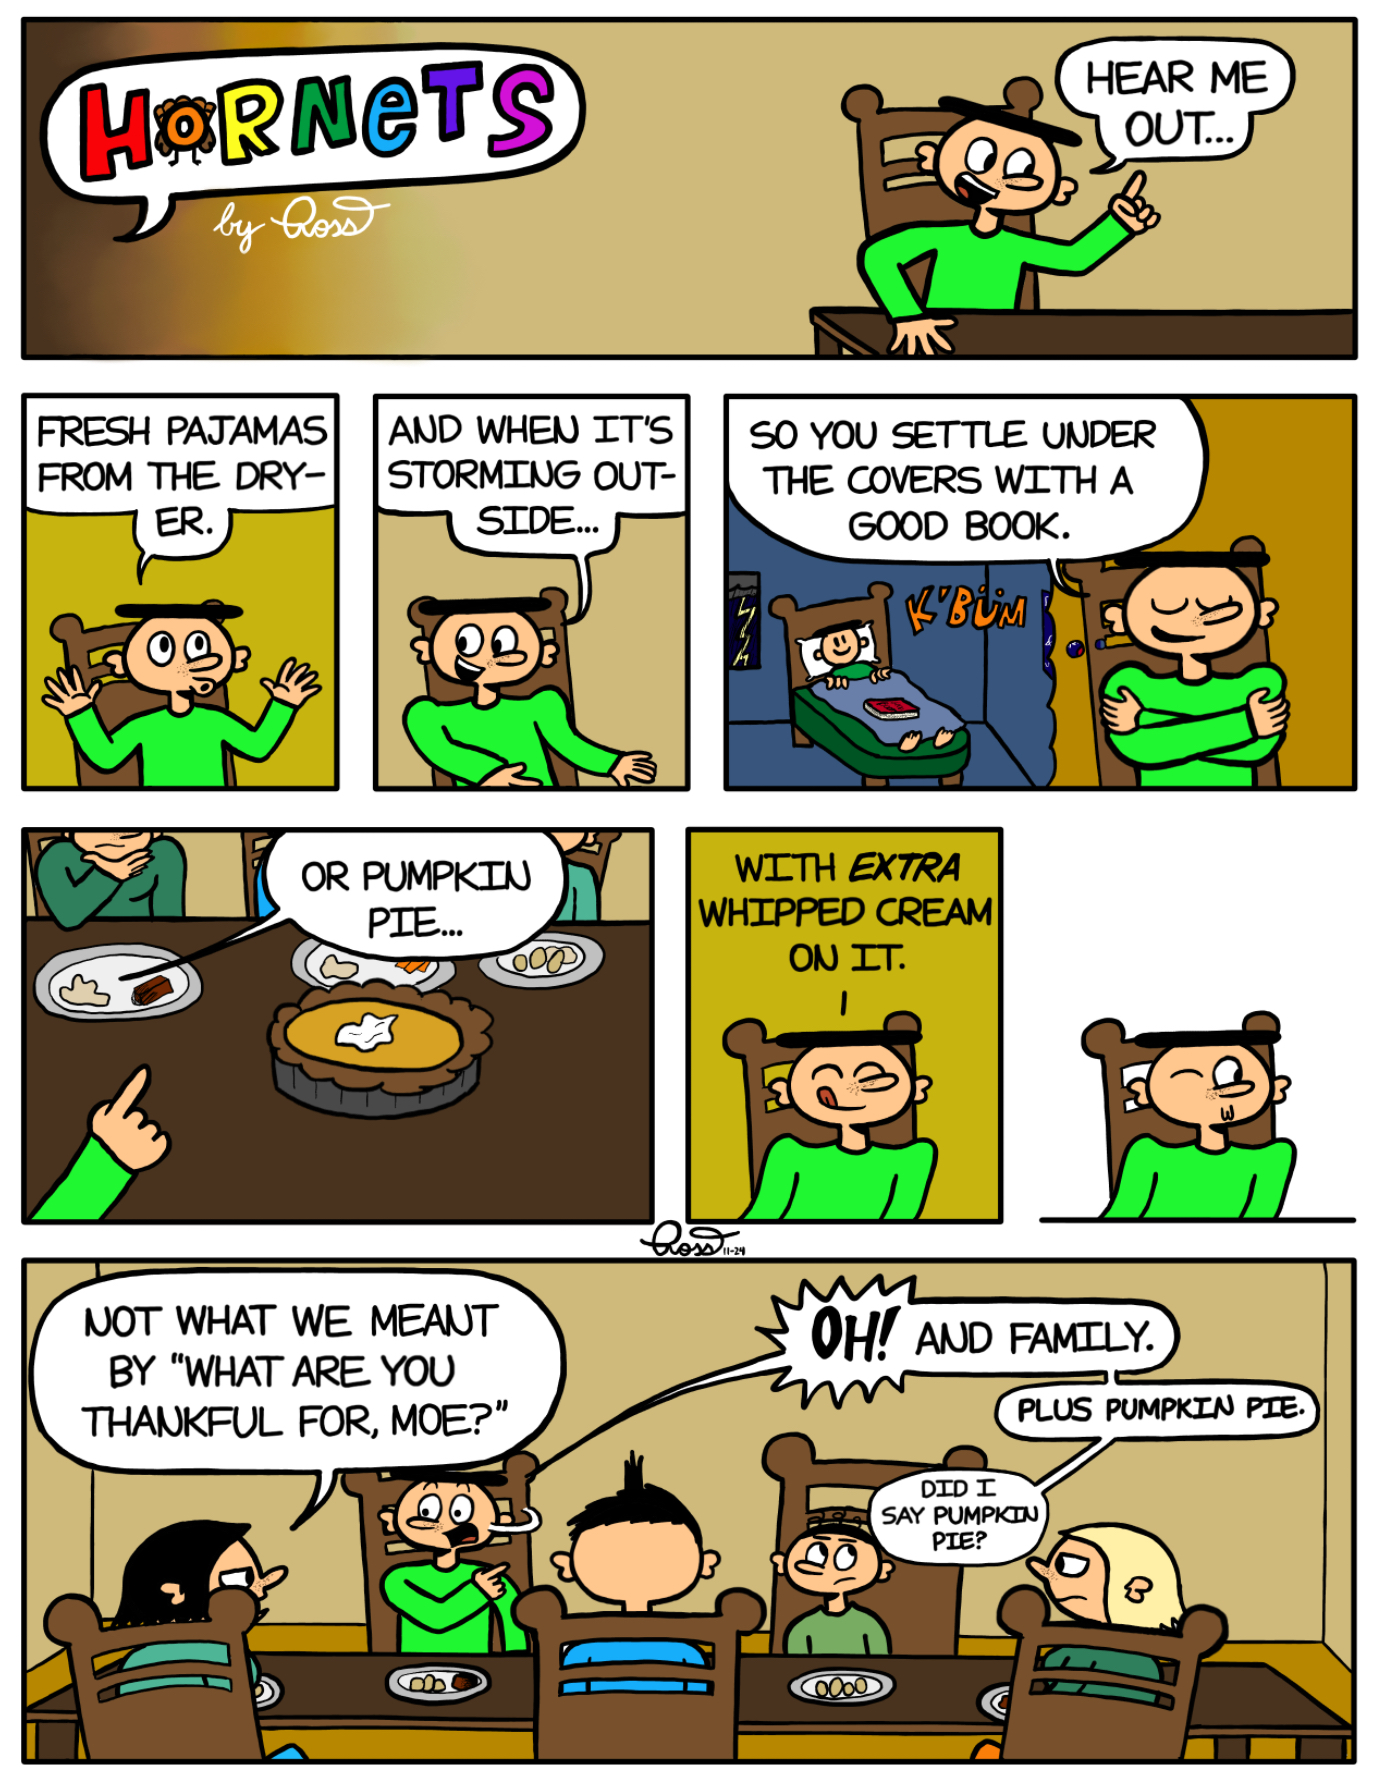 HORNETS
by Ross
HEAR ME
OUT...
FRESH PAJAMAS
FROM THE DRY-
ER.
AND WHEN IT'S
STORMING OUT-
SIDE...
SO YOU SETTLE UNDER
THE COVERS WITH A
GOOD BOOK.
K'BÜM
OR PUMPKIN
PIE...
WITH EXTRA
WHIPPED CREAM
ON IT.
Ross 11-24
NOT WHAT WE MEANT
BY "WHAT ARE YOU
THANKFUL FOR, MOE?"
OH! AND FAMILY.
PLUS PUMPKIN PIE.
DID I
SAY PUMPKIN
PIE?